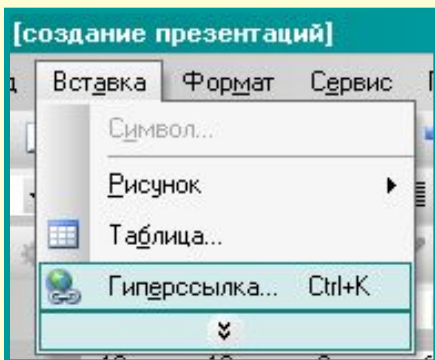 [создание презентаций]
Вставка Формат Сервис
Символ...
Рисунок
Таблица...
Гиперссылка... Ctrl+K